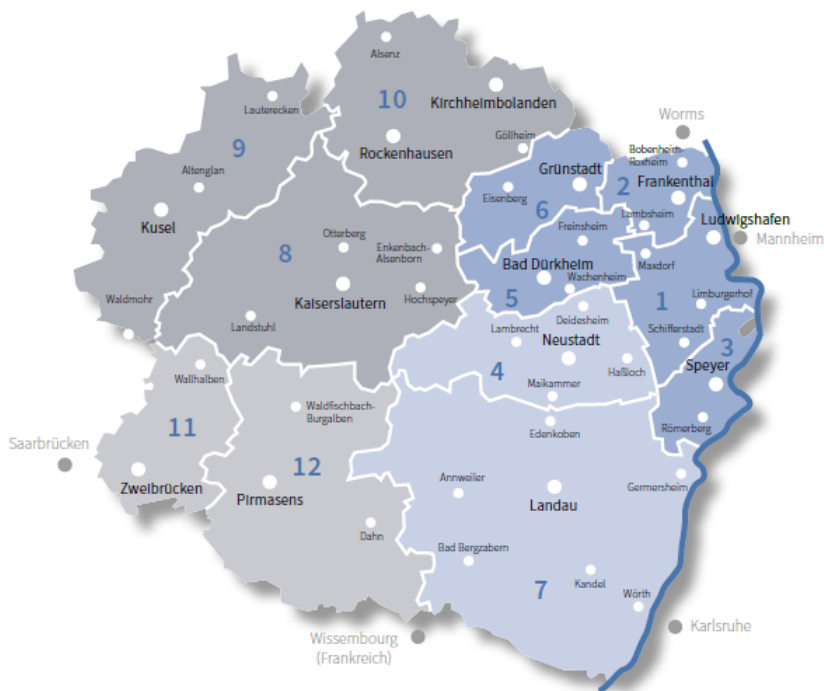 Alsenz
10
Kirchheimbolanden
Lauterecken
Worms
Göllheim
9
Rockenhausen
Bobenheim-
Roxheim
Grünstadt
2
Altenglan
Eisenberg
Frankenthal
6
Kusel
Lambsheim
Ludwigshafen
Freinsheim
Otterberg
Enkenbach-
Alsenborn
8
Mannheim
Bad Dürkheim
Maxdorf
Wachenheim
Kaiserslautern
Hochspeyer
5
1
Limburgerhof
Waldmohr
Landstuhl
Deidesheim
Lambrecht
Schifferstadt
Neustadt
3
Wallhalben
4
Haßloch
Speyer
Maikammer
Waldfischbach-
Burgalben
11
Römerberg
Edenkoben
Saarbrücken
12
Zweibrücken
Pirmasens
Annweiler
Landau
Germersheim
Dahn
Bad Bergzabern
Kandel
7
Wörth
Karlsruhe
Wissembourg
(Frankreich)